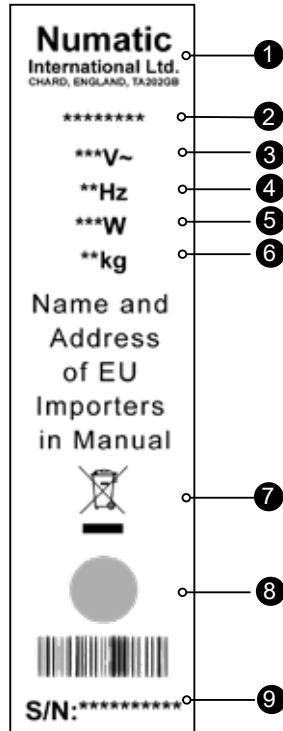 Numatic
International Ltd.
CHARD, ENGLAND, TA202GB
1
********
2
***V~
3
**Hz
4
***W
5
**kg
6
Name and
Address
of EU
Importers
in Manual
7
8
S/N:**********
9